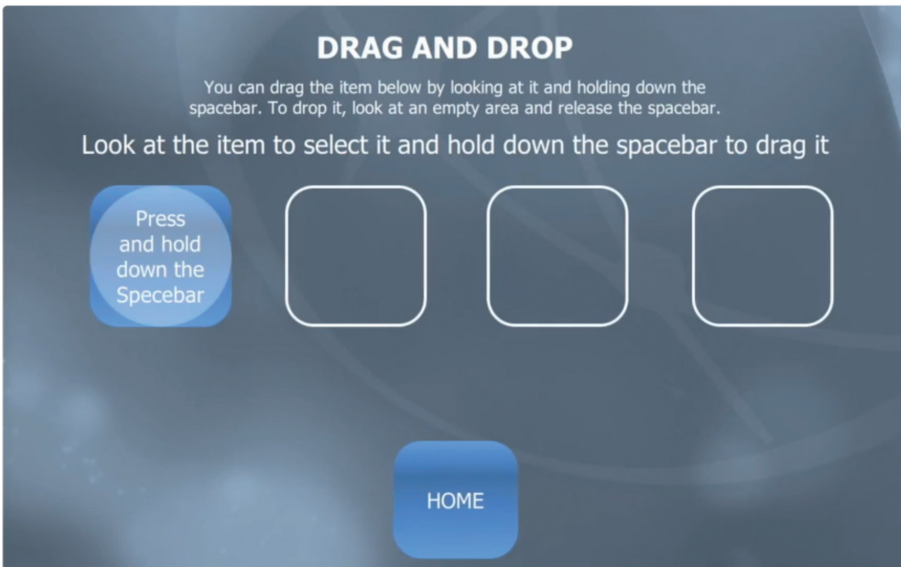 DRAG AND DROP
You can drag the item below by looking at it and holding down the
spacebar. To drop it, look at an empty area and release the spacebar.
Look at the item to select it and hold down the spacebar to drag it
Press
and hold
down the
Specebar
HOME